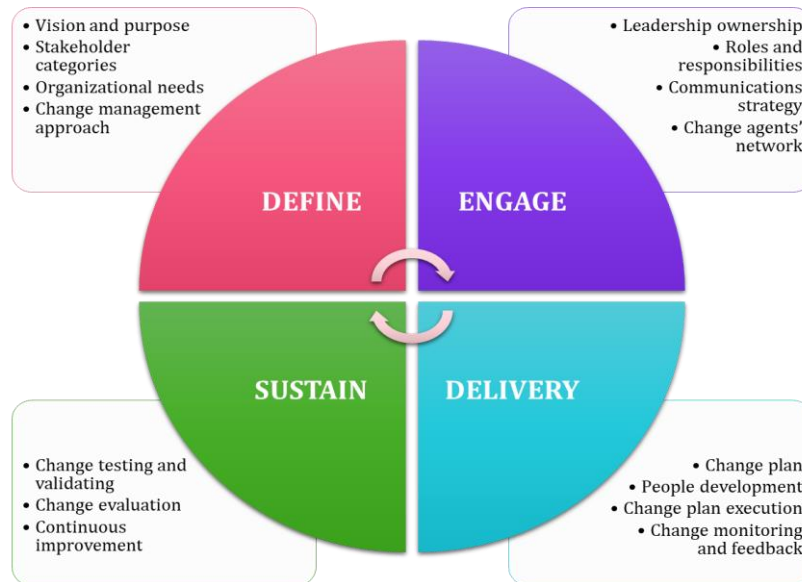 • Vision and purpose
• Stakeholder
categories
• Organizational needs
• Change management
approach
• Leadership ownership
• Roles and
responsibilities
• Communications
strategy
• Change agents'
network
DEFINE
ENGAGE
SUSTAIN
DELIVERY
• Change testing and
validating
• Change evaluation
• Continuous
improvement
• Change plan
• People development
• Change plan execution
• Change monitoring
and feedback